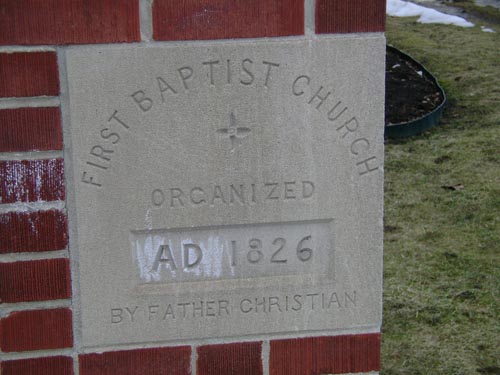 FIRST BAPTIST CHURCH
ORGANIZED
AD 1826
BY FATHER CHRISTIAN